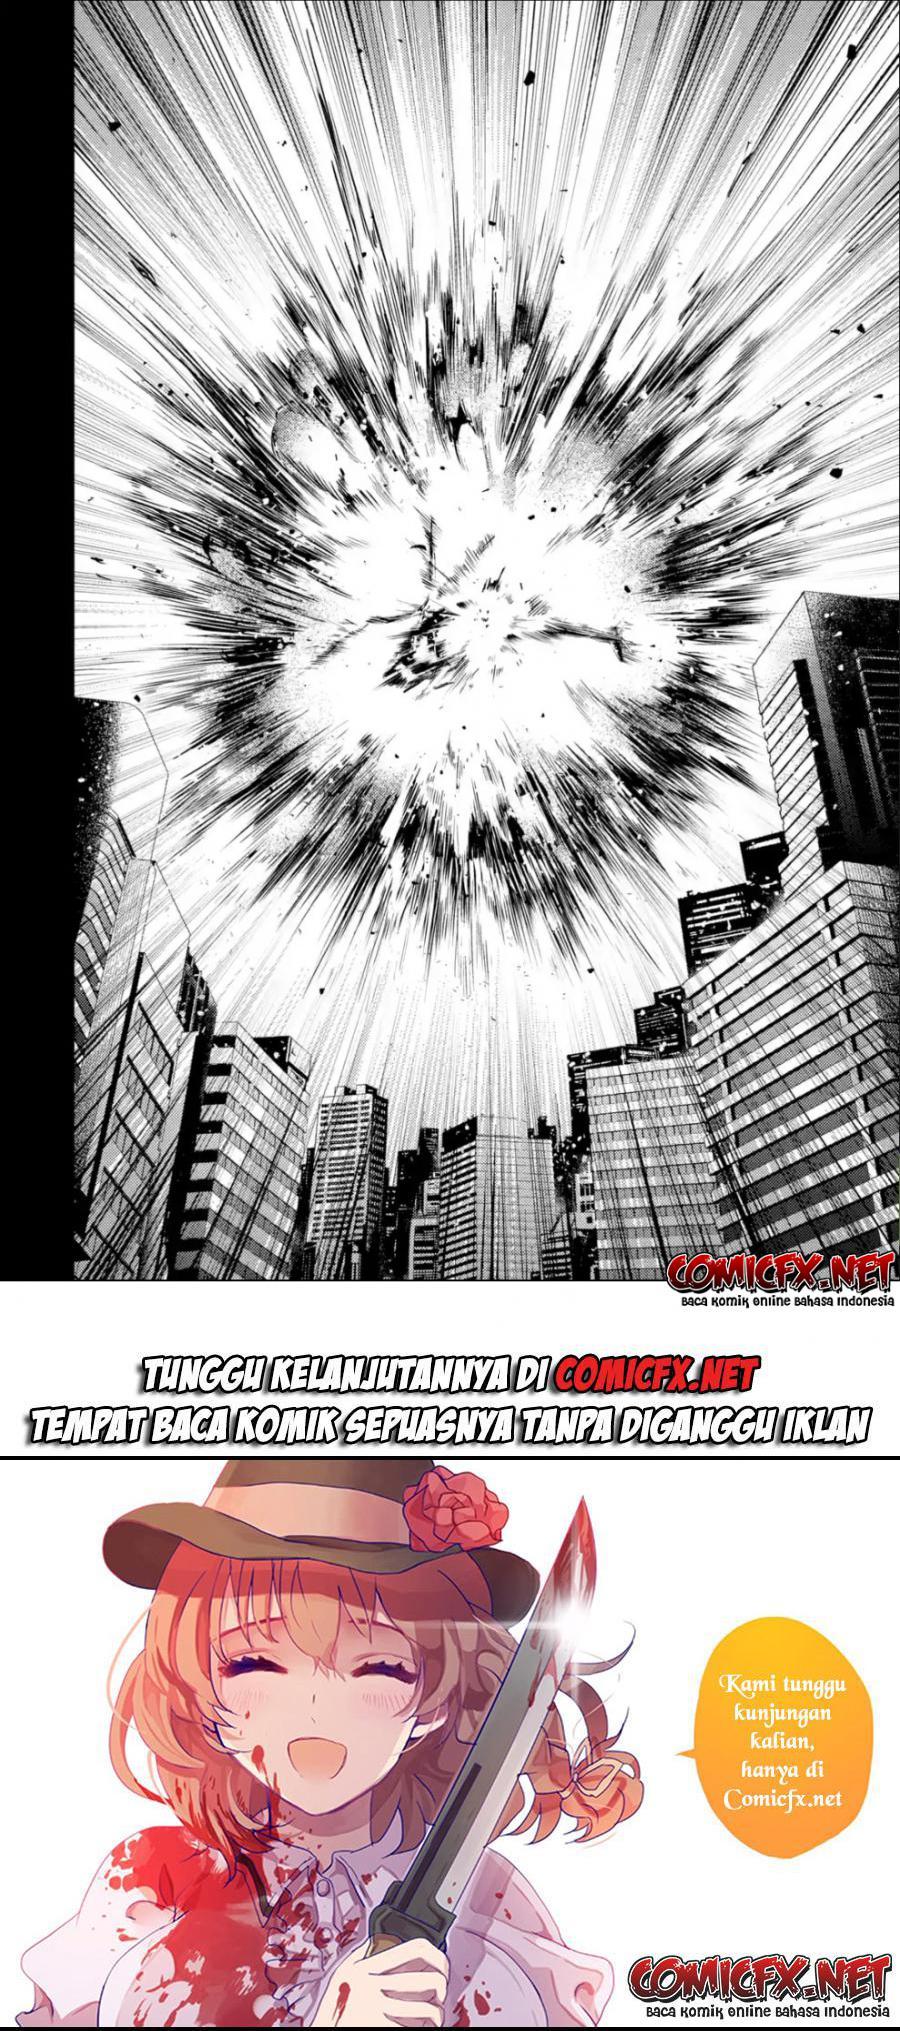 COMICFX.NET
BACA KOMIK ONLINE BAHASA INDONESIA
TUNGGU KELANJUTANNYA DI COMICFX.NET
TEMPAT BACA KOMIK SEPUASNYA TANPA DIGANGGU IKLAN
Kami tunggu
kunjungan
kalian,
hanya di
Comicfx.net
COMICFX.NET
BACA KOMIK ONLINE BAHASA INDONESIA